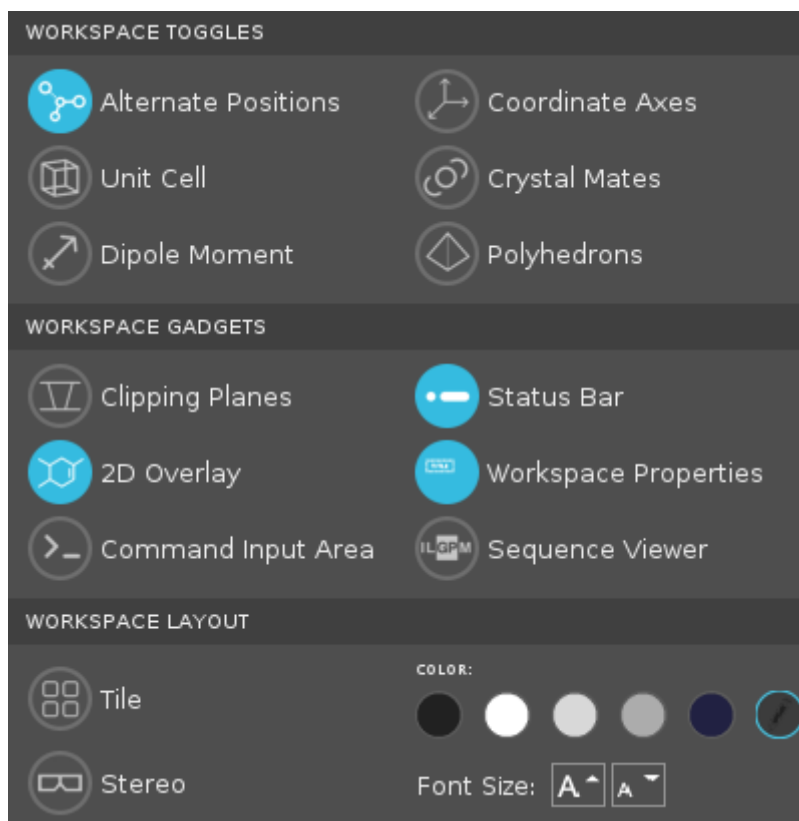 WORKSPACE TOGGLES
Alternate Positions Coordinate Axes
Unit Cell Crystal Mates
Dipole Moment Polyhedrons
WORKSPACE GADGETS
Clipping Planes Status Bar
2D Overlay Workspace Properties
>_ Command Input Area ILGPM Sequence Viewer
WORKSPACE LAYOUT
COLOR:
Tile
Stereo Font Size: A A